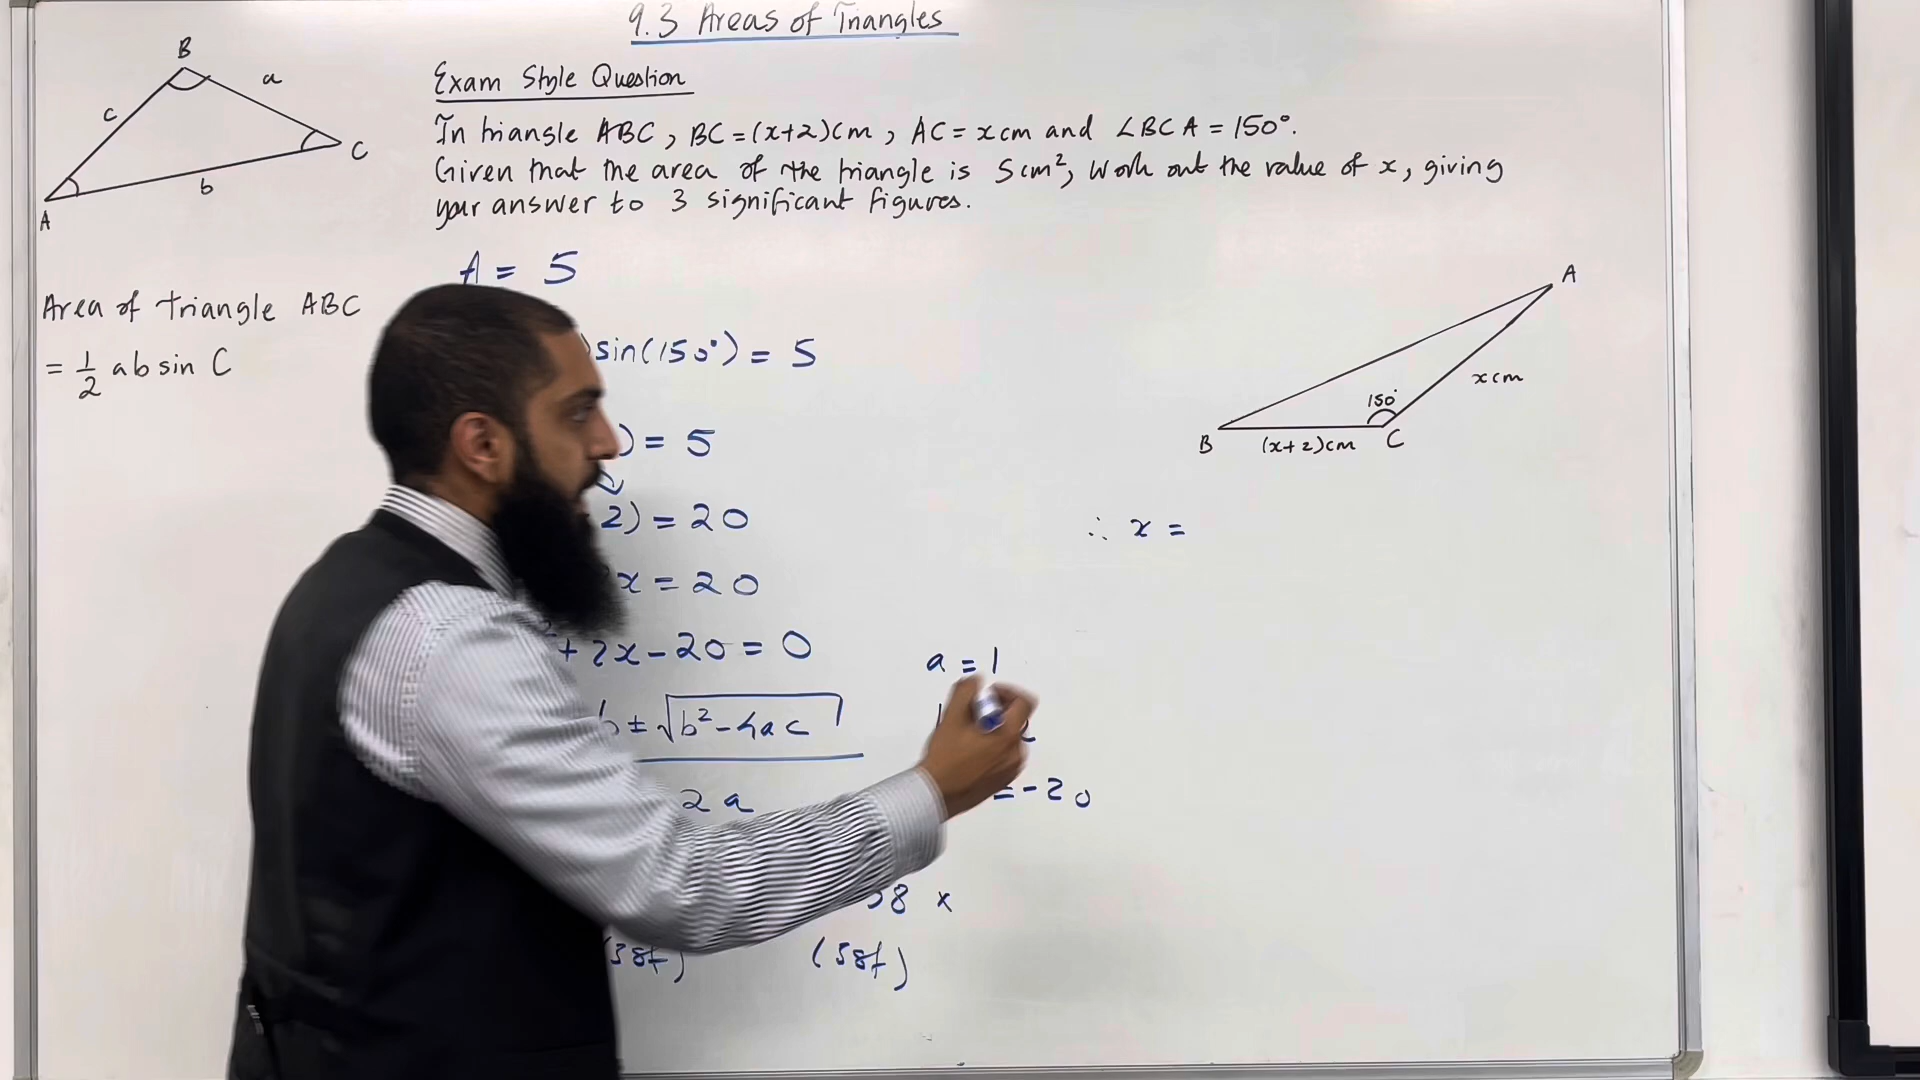 9.3 Areas of Triangles
B
a
c
C
b
A
Exam Style Question
In triangle ABC, BC=(x+2)cm, AC=xcm and ∠BCA=150°.
Given that the area of the triangle is 5cm², Work out the value of x, giving
your answer to 3 significant figures.
Area of triangle ABC
= 1/2 ab sin C
A = 5
)sin(150°) = 5
) = 5
2) = 20
x = 20
+ 2x - 20 = 0
b ± √b² - 4ac
2a
58 x
(3sf)
(3sf)
a = 1
= -20
A
xcm
150°
B
(x+2)cm
C
∴ x =